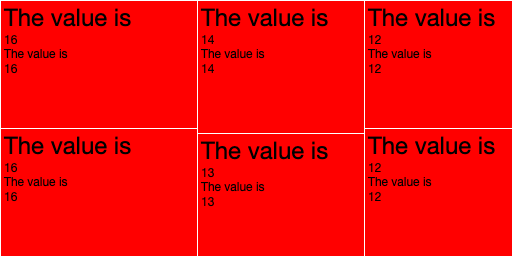 The value is
16
The value is
16
The value is
14
The value is
14
The value is
12
The value is
12
The value is
16
The value is
16
The value is
13
The value is
13
The value is
12
The value is
12